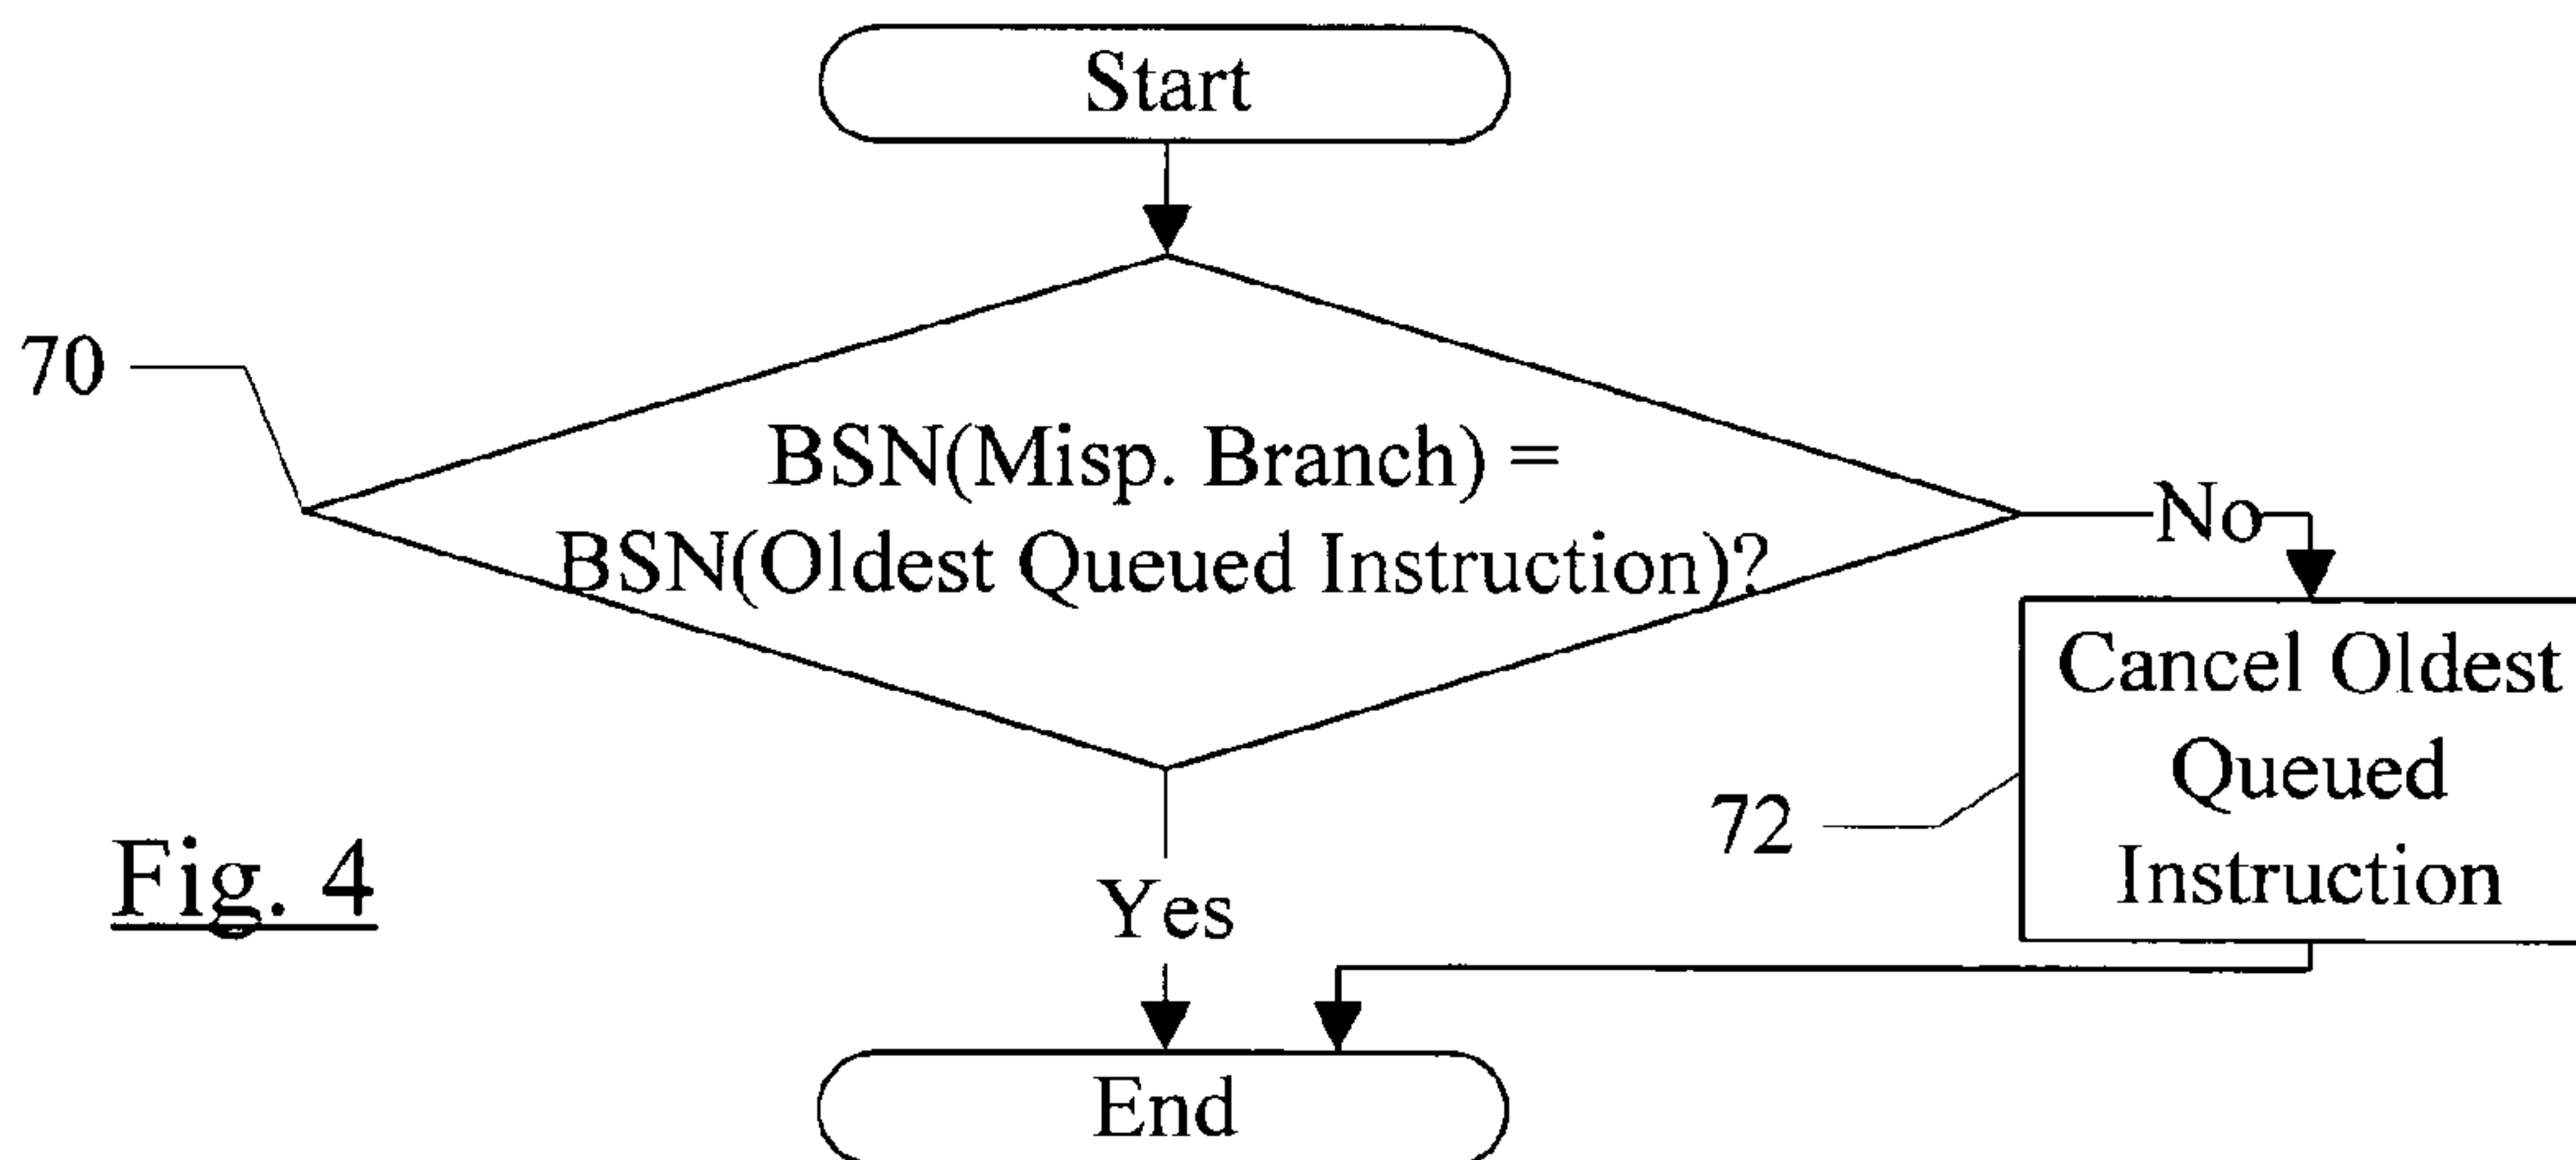 Start
70
BSN(Misp. Branch) =
BSN(Oldest Queued Instruction)?
No
Cancel Oldest
Queued
Instruction
72
Fig. 4
Yes
End